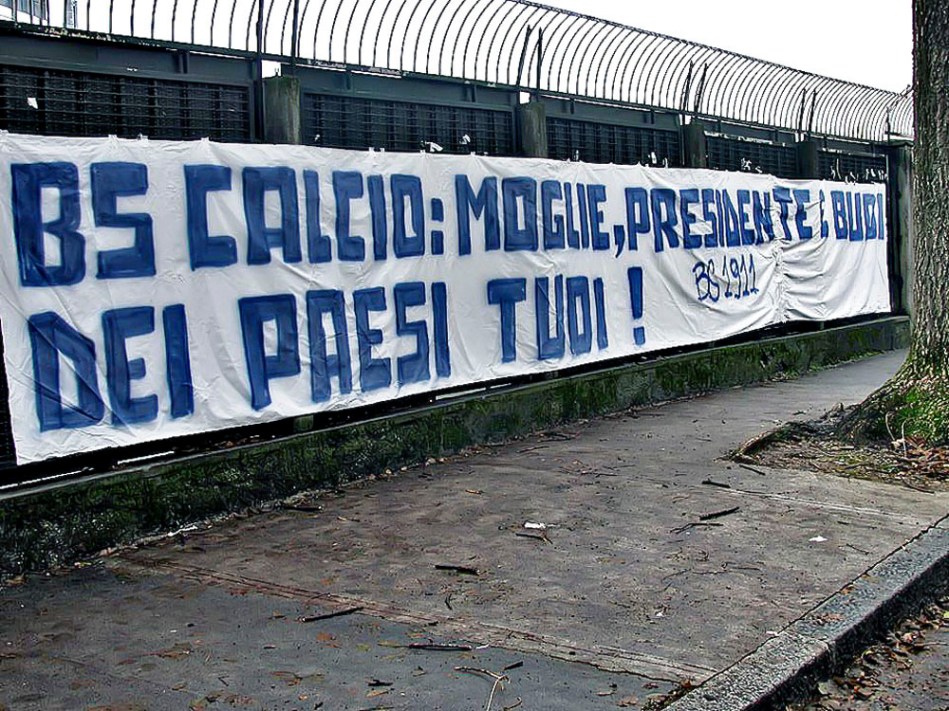 BS CALCIO: MOGLIE, PRESIDENTE E BUOI
DEI PAESI TUOI !
BS 1911